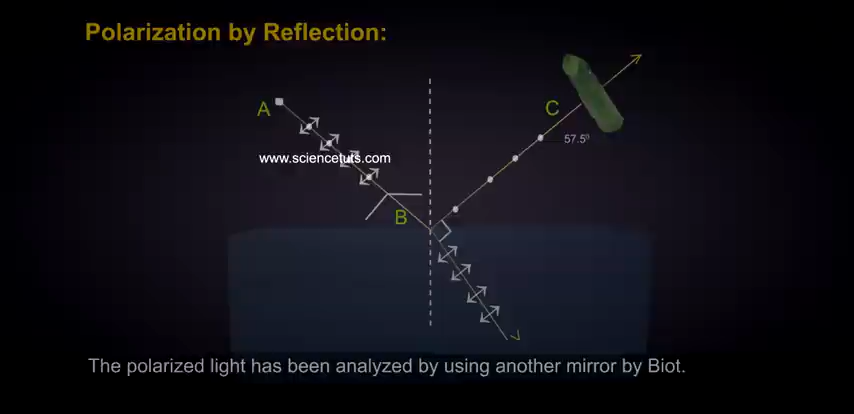 Polarization by Reflection:
A
C
57.5⁰
www.sciencetuts.com
B
The polarized light has been analyzed by using another mirror by Biot.